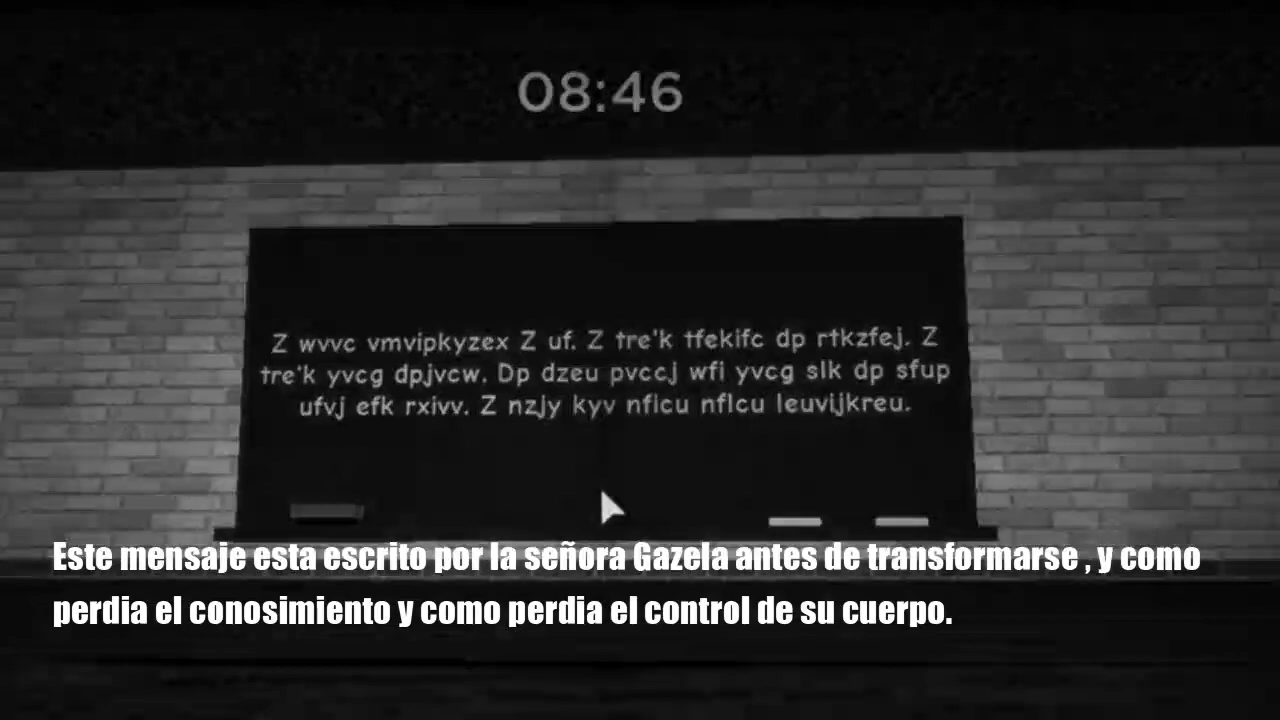 08:46
Z wvvc vmvipkyzex Z uf. Z tre'k tfekifc dp rtkzfej. Z
tre'k yvcg dpjvcw. Dp dzeu pvccj wfi yvcg slk dp sfup
ufvj efk rxivv. Z nzjy kyv nficu nflcu leuvijkreu.
Este mensaje esta escrito por la señora Gazela antes de transformarse , y como
perdia el conosimiento y como perdia el control de su cuerpo.